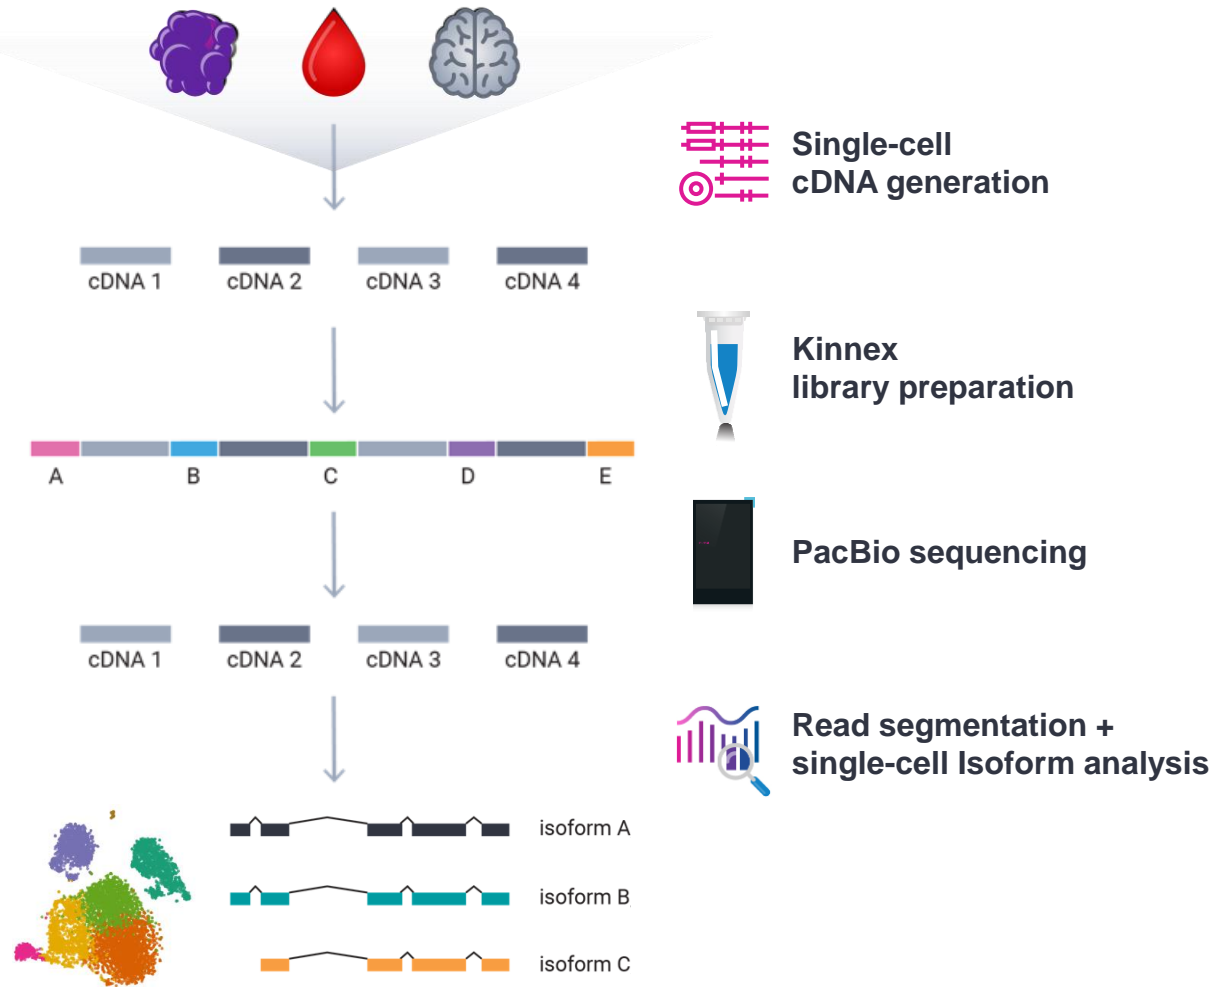 Single-cell
cDNA generation
cDNA 1 cDNA 2 cDNA 3 cDNA 4
Kinnex
library preparation
A B C D E
PacBio sequencing
cDNA 1 cDNA 2 cDNA 3 cDNA 4
Read segmentation +
single-cell Isoform analysis
isoform A
isoform B
isoform C